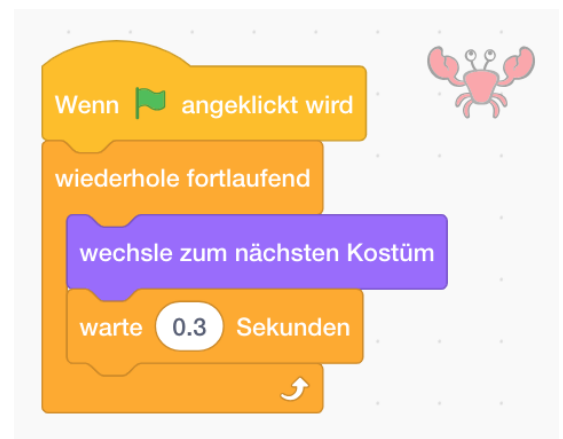 Wenn angeklickt wird
wiederhole fortlaufend
wechsle zum nächsten Kostüm
warte 0.3 Sekunden